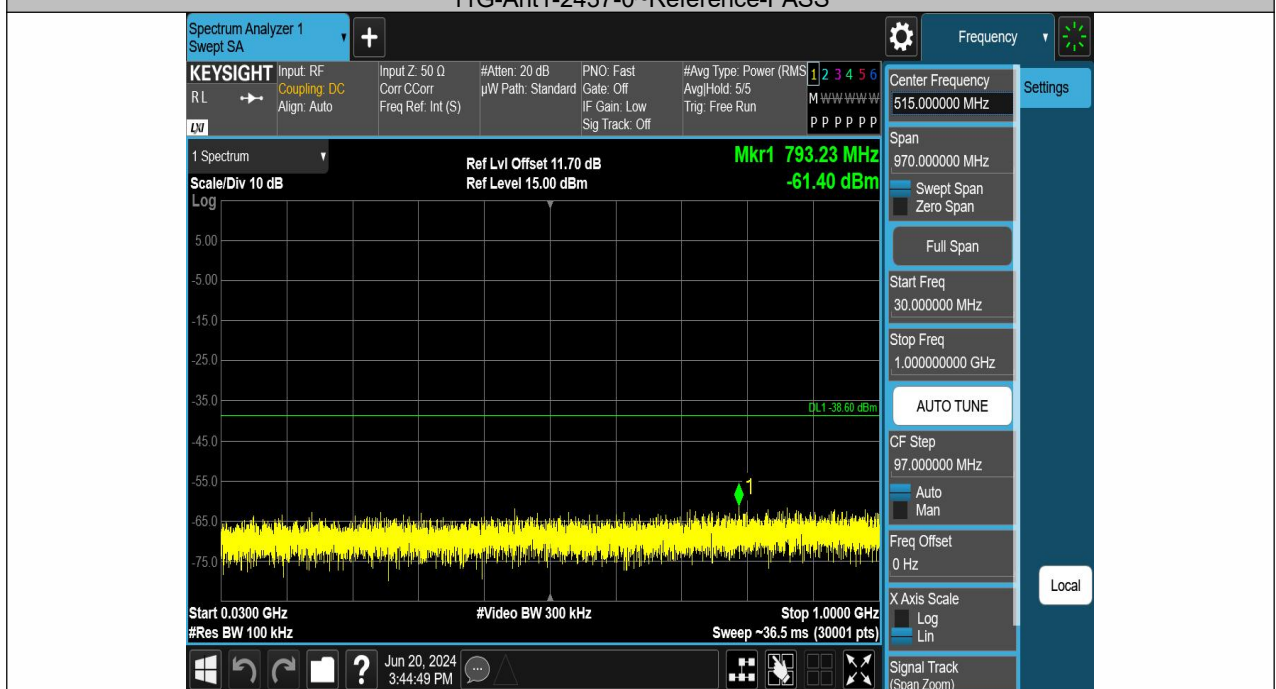 11G-Ant1-2437-0~Reference-PASS
Spectrum Analyzer 1
Swept SA
Frequency
KEYSIGHT
RL
LXI
Input: RF
Coupling: DC
Align: Auto
Input Z: 50 Ω
Corr CCorr
Freq Ref: Int (S)
#Atten: 20 dB
µW Path: Standard
PNO: Fast
Gate: Off
IF Gain: Low
Sig Track: Off
#Avg Type: Power (RMS
Avg|Hold: 5/5
Trig: Free Run
1 2 3 4 5 6
M W W W W W
P P P P P P
1 Spectrum
Scale/Div 10 dB
Log
Ref Lvl Offset 11.70 dB
Ref Level 15.00 dBm
Mkr1 793.23 MHz
-61.40 dBm
5.00
-5.00
-15.0
-25.0
-35.0
DL1 -38.60 dBm
-45.0
-55.0
1
-65.0
-75.0
Start 0.0300 GHz
#Res BW 100 kHz
#Video BW 300 kHz
Stop 1.0000 GHz
Sweep ~36.5 ms (30001 pts)
?
Jun 20, 2024
3:44:49 PM
Center Frequency
515.000000 MHz
Settings
Span
970.000000 MHz
Swept Span
Zero Span
Full Span
Start Freq
30.000000 MHz
Stop Freq
1.000000000 GHz
AUTO TUNE
CF Step
97.000000 MHz
Auto
Man
Freq Offset
0 Hz
Local
X Axis Scale
Log
Lin
Signal Track
(Span Zoom)